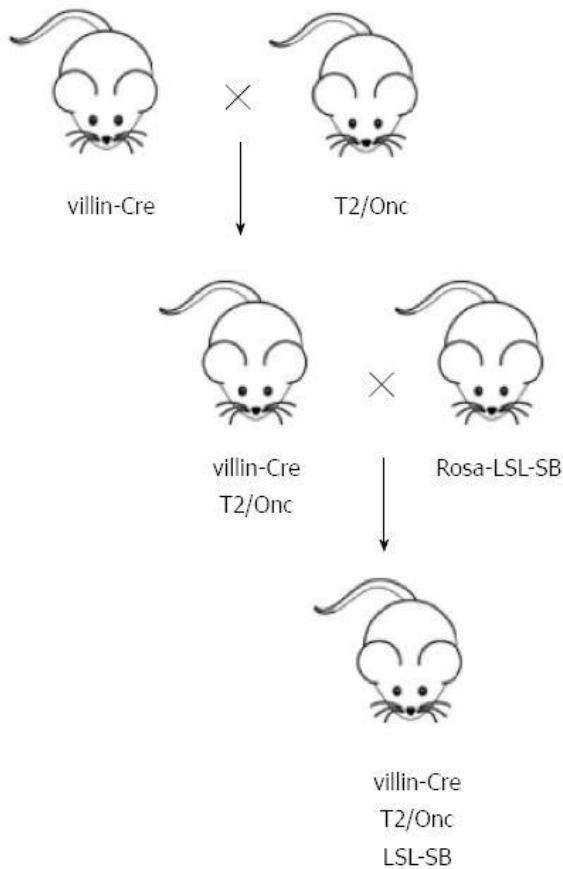 villin-Cre
T2/Onc
villin-Cre
T2/Onc
Rosa-LSL-SB
villin-Cre
T2/Onc
LSL-SB